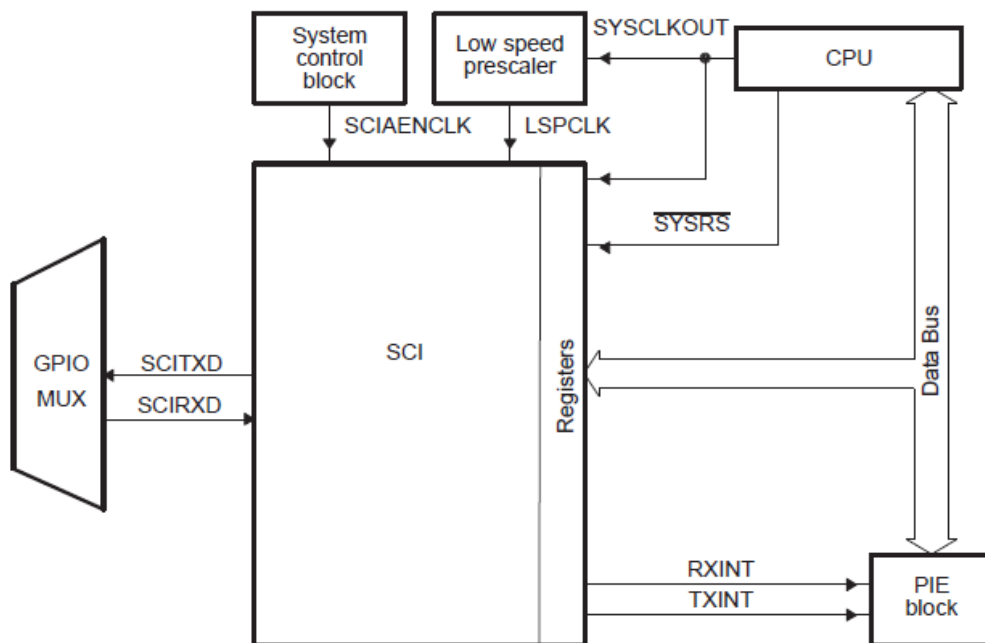 System
control
block
Low speed
prescaler
SYSCLKOUT
CPU
SCIAENCLK
LSPCLK
SYSRS
GPIO
MUX
SCITXD
SCIRXD
SCI
Registers
Data Bus
RXINT
TXINT
PIE
block